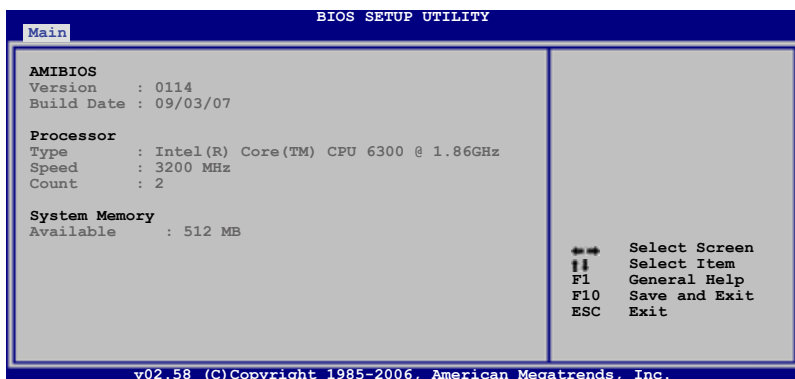 BIOS SETUP UTILITY
Main
AMIBIOS
Version : 0114
Build Date : 09/03/07
Processor
Type : Intel(R) Core(TM) CPU 6300 @ 1.86GHz
Speed : 3200 MHz
Count : 2
System Memory
Available : 512 MB
←→ Select Screen
↑↓ Select Item
F1 General Help
F10 Save and Exit
ESC Exit
v02.58 (C)Copyright 1985-2006, American Megatrends, Inc.